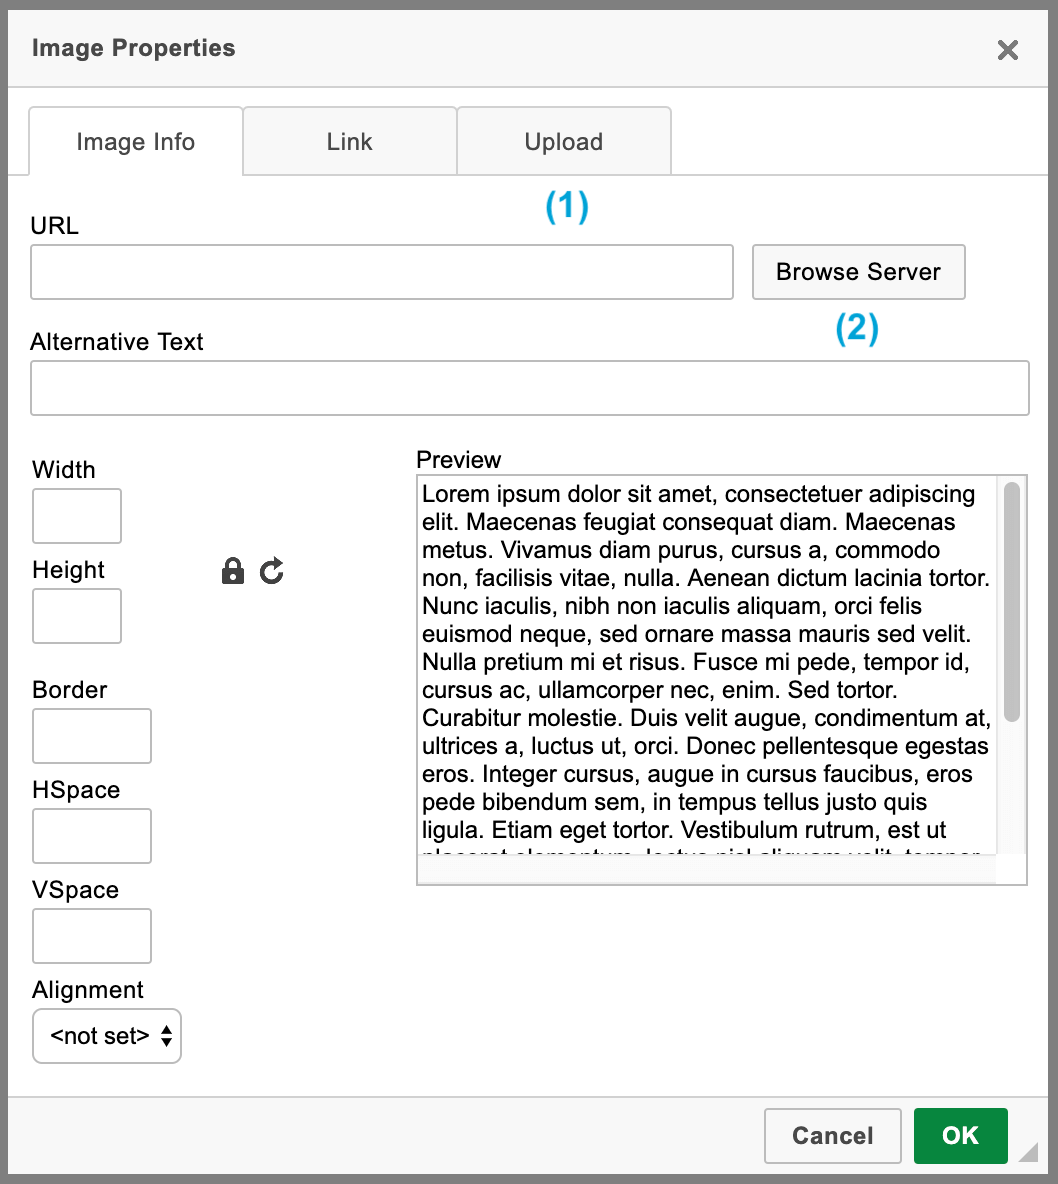 Image Properties
Image Info
Link
Upload
(1)
URL
Browse Server
(2)
Alternative Text
Width
Height
Border
HSpace
VSpace
Alignment
<not set>
Preview
Lorem ipsum dolor sit amet, consectetuer adipiscing
elit. Maecenas feugiat consequat diam. Maecenas
metus. Vivamus diam purus, cursus a, commodo
non, facilisis vitae, nulla. Aenean dictum lacinia tortor.
Nunc iaculis, nibh non iaculis aliquam, orci felis
euismod neque, sed ornare massa mauris sed velit.
Nulla pretium mi et risus. Fusce mi pede, tempor id,
cursus ac, ullamcorper nec, enim. Sed tortor.
Curabitur molestie. Duis velit augue, condimentum at,
ultrices a, luctus ut, orci. Donec pellentesque egestas
eros. Integer cursus, augue in cursus faucibus, eros
pede bibendum sem, in tempus tellus justo quis
ligula. Etiam eget tortor. Vestibulum rutrum, est ut
Cancel
OK